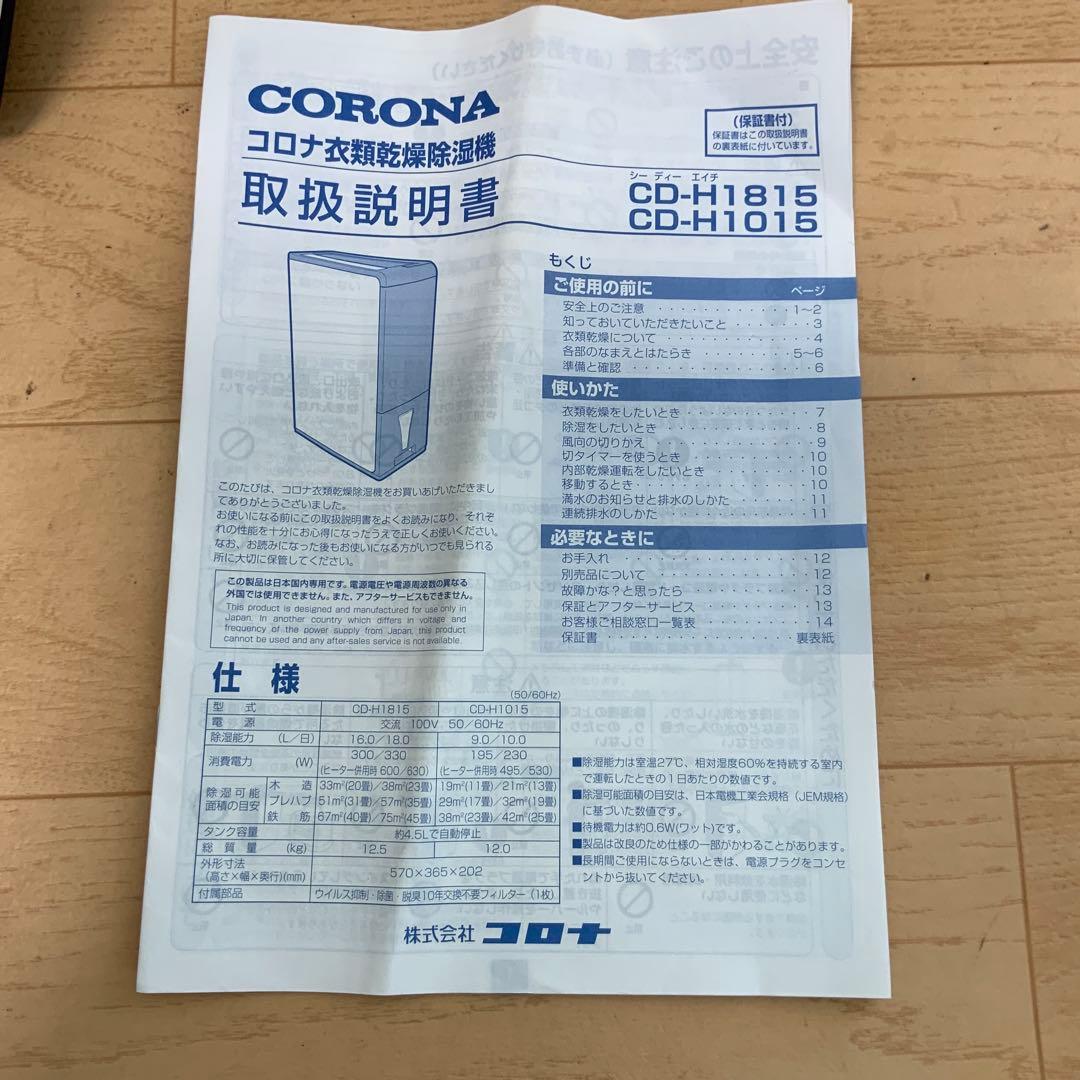 CORONA
コロナ衣類乾燥除湿機
取扱説明書
(保証書付)
保証書はこの取扱説明書
の裏表紙に付いています。
シー ディー エイチ
CD-H1815
CD-H1015
もくじ
ご使用の前に ページ
安全上のご注意 ・・・・・・・・・・・・ 1〜2
知っておいていただきたいこと ・・・・・・・ 3
衣類乾燥について ・・・・・・・・・・・・ 4
各部のなまえとはたらき ・・・・・・・・・ 5〜6
準備と確認 ・・・・・・・・・・・・・・・ 6
使いかた
衣類乾燥をしたいとき ・・・・・・・・・・・ 7
除湿をしたいとき ・・・・・・・・・・・・・ 8
風向の切りかえ ・・・・・・・・・・・・・・ 9
切タイマーを使うとき ・・・・・・・・・・・ 10
内部乾燥運転をしたいとき ・・・・・・・・・ 10
移動するとき ・・・・・・・・・・・・・・・ 10
満水のお知らせと排水のしかた ・・・・・・・ 11
連続排水のしかた ・・・・・・・・・・・・・ 11
必要なときに
お手入れ ・・・・・・・・・・・・・・・・・ 12
別売品について ・・・・・・・・・・・・・・ 12
故障かな?と思ったら ・・・・・・・・・・・ 13
保証とアフターサービス ・・・・・・・・・・ 13
お客様ご相談窓口一覧表 ・・・・・・・・・・ 14
保証書 ・・・・・・・・・・・・・・・・・ 裏表紙
このたびは、コロナ衣類乾燥除湿機をお買いあげいただきまし
てありがとうございました。
お使いになる前にこの取扱説明書をよくお読みになり、それぞ
れの性能を十分にお心得になったうえで正しくお使いください。
なお、お読みになった後もお使いになる方がいつでも見られる
所に大切に保管してください。
この製品は日本国内専用です。電源電圧や電源周波数の異なる
外国では使用できません。また、アフターサービスもできません。
This product is designed and manufactured for use only in
Japan. In another country which differs in voltage and
frequency of the power supply from Japan, this product
cannot be used and any after-sales service is not available.
仕様
(50/60Hz)
型式 CD-H1815 CD-H1015
電源 交流 100V 50/60Hz
除湿能力 (L/日) 16.0/18.0 9.0/10.0
消費電力 (W) 300/330 195/230
(ヒーター併用時 600/630) (ヒーター併用時 495/530)
除湿可能面積の目安 木造 33m²(20畳)/38m²(23畳) 19m²(11畳)/21m²(13畳)
プレハブ 51m²(31畳)/57m²(35畳) 29m²(17畳)/32m²(19畳)
鉄筋 67m²(40畳)/75m²(45畳) 38m²(23畳)/42m²(25畳)
タンク容量 約4.5Lで自動停止
総質量 (kg) 12.5 12.0
外形寸法
(高さ×幅×奥行)(mm) 570×365×202
付属部品 ウイルス抑制・除菌・脱臭10年交換不要フィルター(1枚)
■除湿能力は室温27℃、相対湿度60%を持続する室内
で運転したときの1日あたりの数値です。
■除湿可能面積の目安は、日本電機工業会規格(JEM規格)
に基づいた数値です。
■待機電力は約0.6W(ワット)です。
■製品は改良のため仕様の一部がかわることがあります。
■長期間ご使用にならないときは、電源プラグをコンセ
ントから抜いてください。
株式会社 コロナ